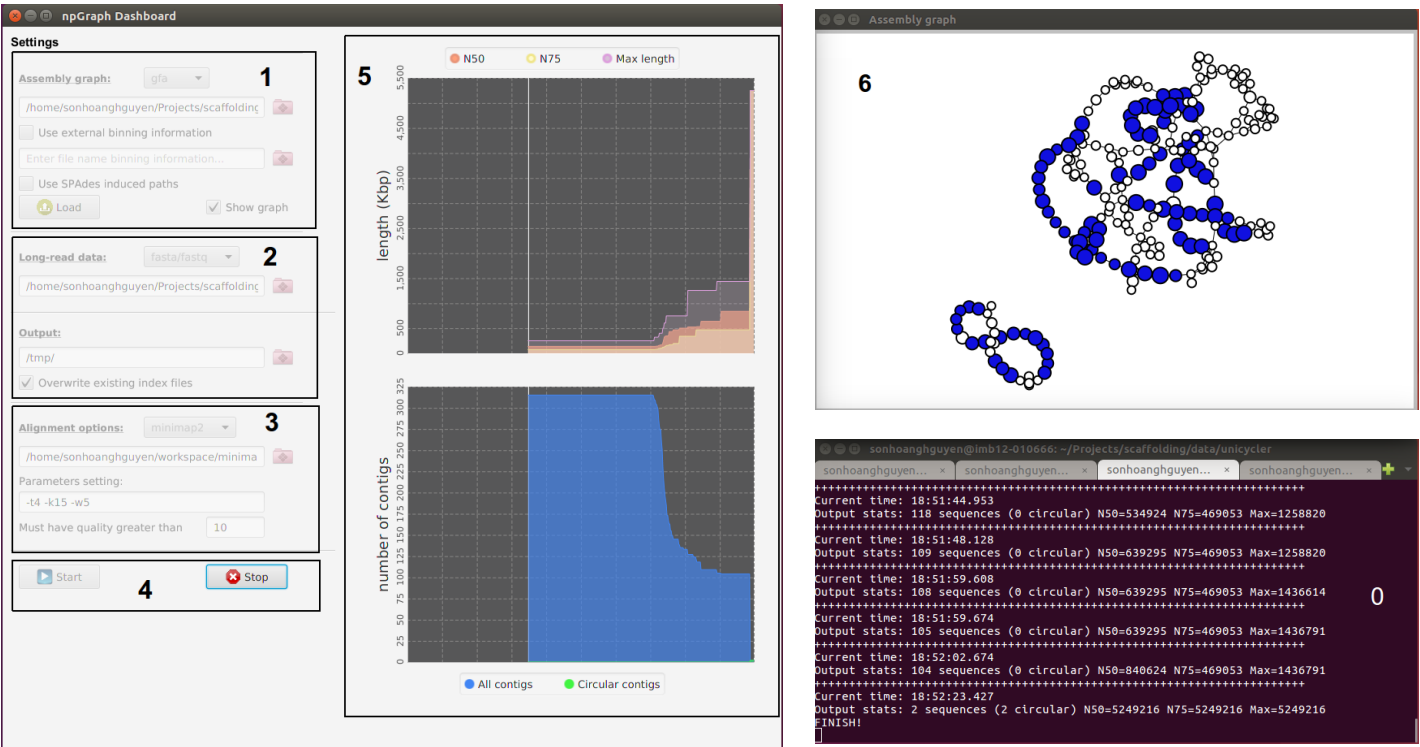 npGraph Dashboard
Settings
Assembly graph: gfa 1
/home/sonhoanghguyen/Projects/scaffolding
Use external binning information
Enter file name binning information...
Use SPAdes induced paths
Load Show graph
Long-read data: fasta/fastq 2
/home/sonhoanghguyen/Projects/scaffolding
Output:
/tmp/
Overwrite existing index files
Alignment options: minimap2 3
/home/sonhoanghguyen/workspace/minima
Parameters setting:
-t4 -k15 -w5
Must have quality greater than 10
Start Stop
4
5
N50 N75 Max length
length (Kbp)
5,500
4,500
3,500
2,500
1,500
500
0
number of contigs
325
300
275
250
225
200
175
150
125
100
75
50
25
0
All contigs Circular contigs
Assembly graph
6
sonhoanghguyen@imb12-010666: ~/Projects/scaffolding/data/unicycler
sonhoanghguyen... × sonhoanghguyen... × sonhoanghguyen... × sonhoanghguyen... ×
+++++++++++++++++++++++++++++++++++++++++++++++++++++++++++++++++++++++
Current time: 18:51:44.953
Output stats: 118 sequences (0 circular) N50=534924 N75=469053 Max=1258820
+++++++++++++++++++++++++++++++++++++++++++++++++++++++++++++++++++++++
Current time: 18:51:48.128
Output stats: 109 sequences (0 circular) N50=639295 N75=469053 Max=1258820
+++++++++++++++++++++++++++++++++++++++++++++++++++++++++++++++++++++++
Current time: 18:51:59.608
Output stats: 108 sequences (0 circular) N50=639295 N75=469053 Max=1436614
0
+++++++++++++++++++++++++++++++++++++++++++++++++++++++++++++++++++++++
Current time: 18:51:59.674
Output stats: 105 sequences (0 circular) N50=639295 N75=469053 Max=1436791
+++++++++++++++++++++++++++++++++++++++++++++++++++++++++++++++++++++++
Current time: 18:52:02.674
Output stats: 104 sequences (0 circular) N50=840624 N75=469053 Max=1436791
+++++++++++++++++++++++++++++++++++++++++++++++++++++++++++++++++++++++
Current time: 18:52:23.427
Output stats: 2 sequences (2 circular) N50=5249216 N75=5249216 Max=5249216
FINISH!